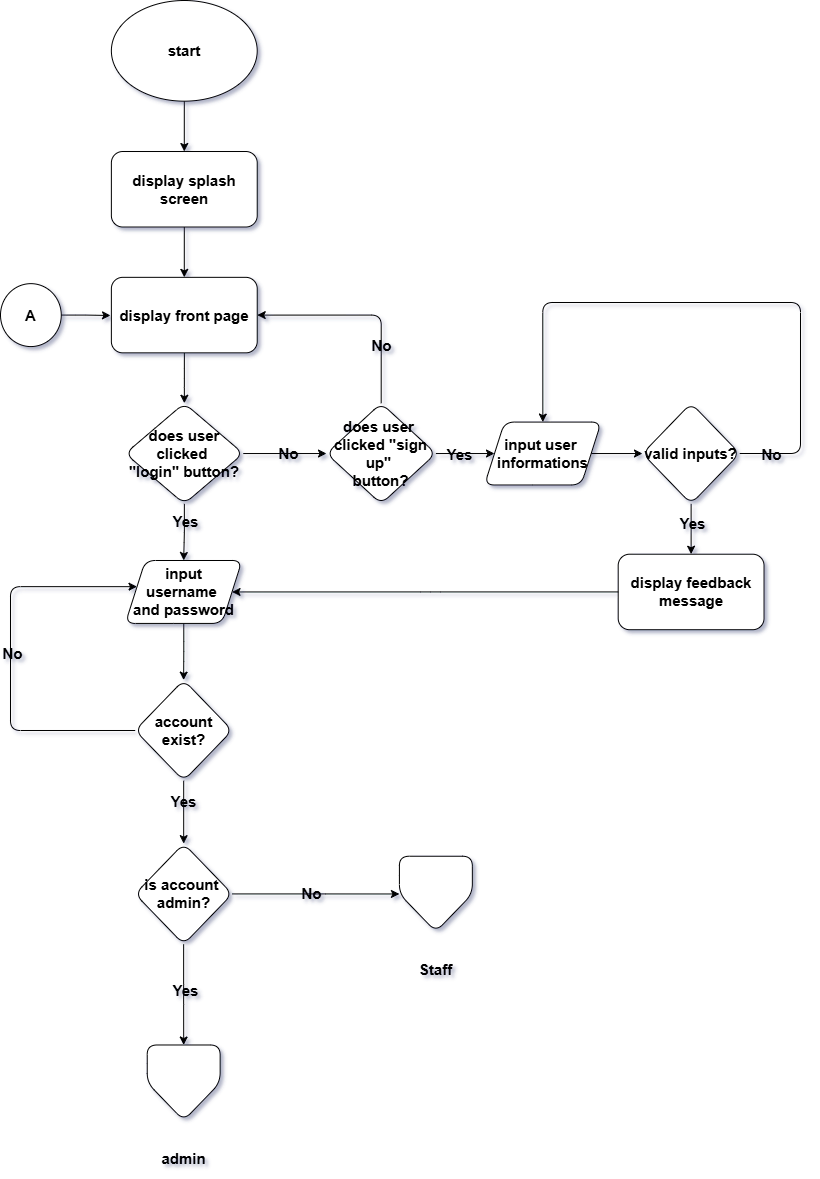 start
display splash
screen
A
display front page
No
does user
clicked
"login" button?
No
does user
clicked "sign
up"
button?
Yes
input user
informations
valid inputs?
No
Yes
Yes
input
username
and password
display feedback
message
No
account
exist?
Yes
is account
admin?
No
Staff
Yes
admin